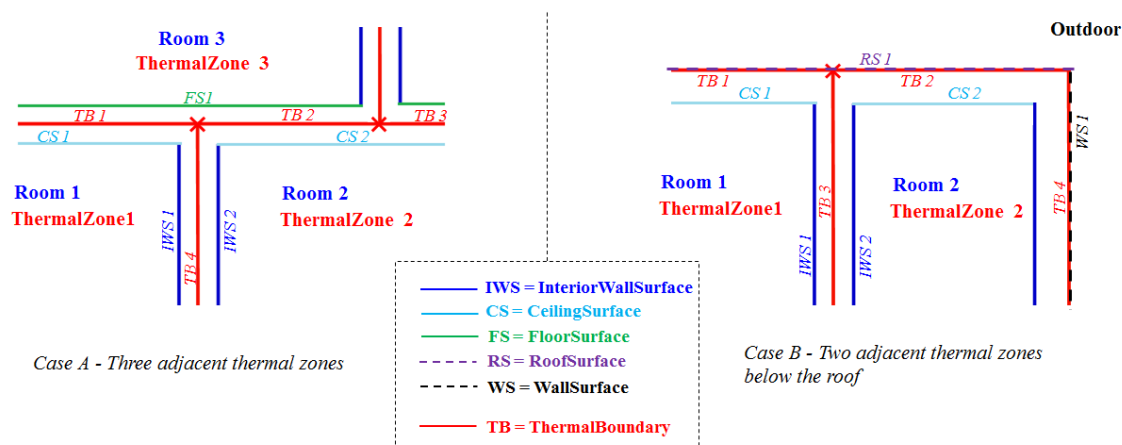 Room 3
ThermalZone 3
FS1
TB 1
TB 2
TB 3
CS 1
CS 2
Room 1
ThermalZone1
Room 2
ThermalZone 2
IWS 1
TB 4
IWS 2
Case A - Three adjacent thermal zones
Outdoor
RS 1
TB 1
TB 2
CS 1
CS 2
WS 1
Room 1
ThermalZone1
Room 2
ThermalZone 2
IWS 1
TB 3
IWS 2
TB 4
Case B - Two adjacent thermal zones
below the roof
IWS = InteriorWallSurface
CS = CeilingSurface
FS = FloorSurface
RS = RoofSurface
WS = WallSurface
TB = ThermalBoundary